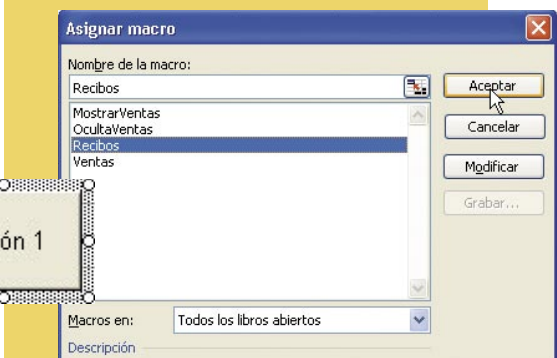 Asignar macro
Nombre de la macro:
Recibos
Aceptar
MostrarVentas
OcultaVentas
Cancelar
Recibos
Ventas
Modificar
Grabar...
ón 1
Macros en:
Todos los libros abiertos
Descripción